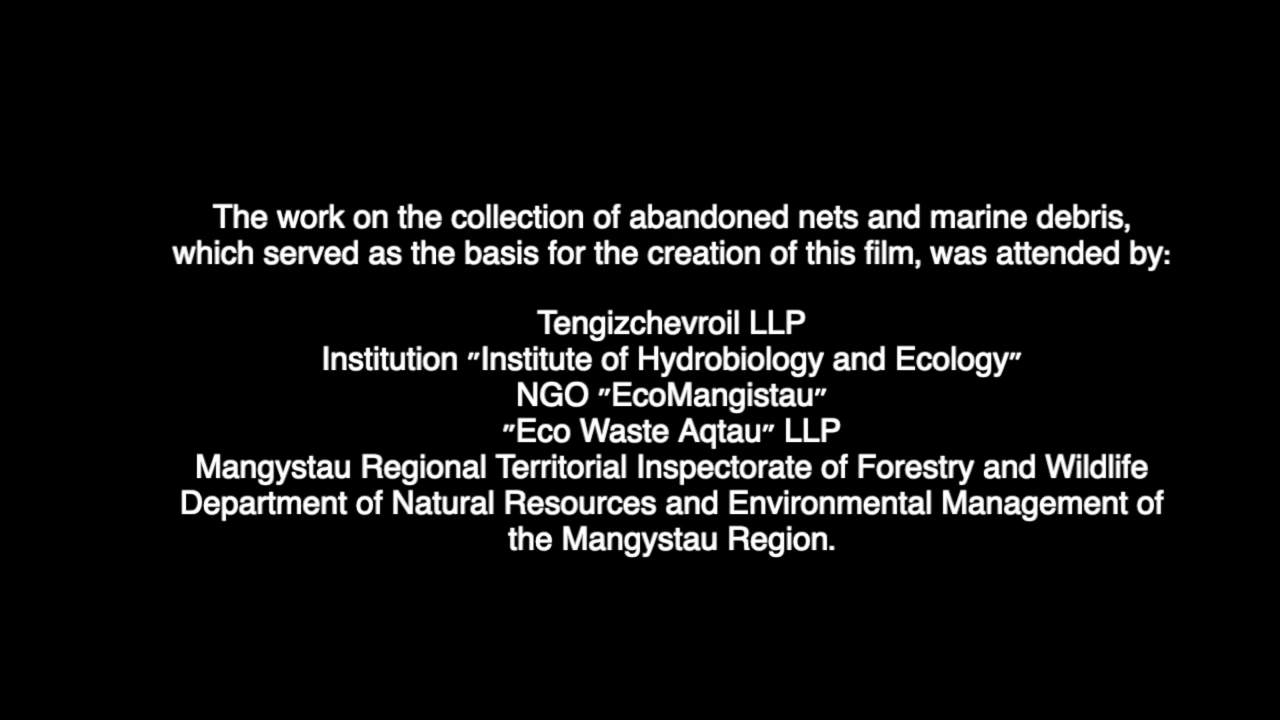 The work on the collection of abandoned nets and marine debris,
which served as the basis for the creation of this film, was attended by:
Tengizchevroil LLP
Institution "Institute of Hydrobiology and Ecology"
NGO "EcoMangistau"
"Eco Waste Aqtau" LLP
Mangystau Regional Territorial Inspectorate of Forestry and Wildlife
Department of Natural Resources and Environmental Management of
the Mangystau Region.